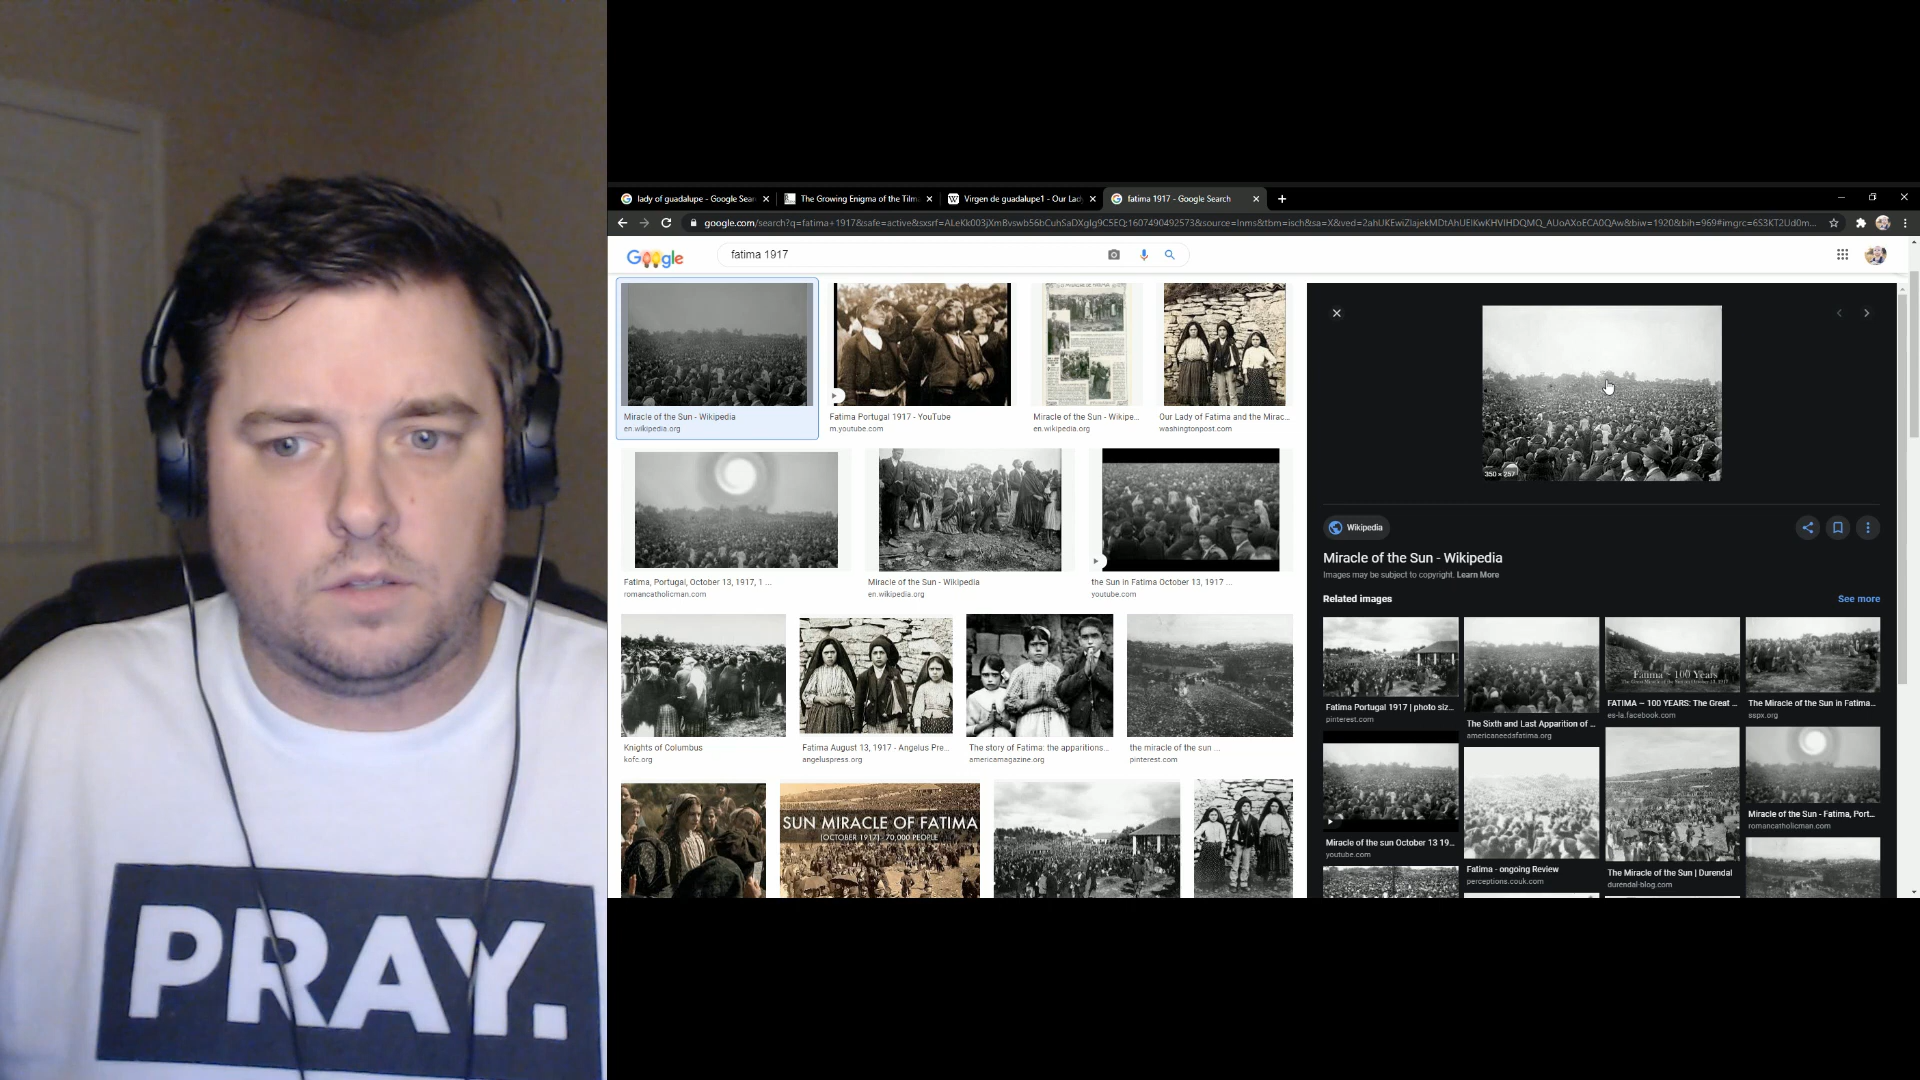 PRAY.
lady of guadalupe - Google Sear
The Growing Enigma of the Tilm
Virgen de guadalupe1 - Our Lad
fatima 1917 - Google Search
Google
fatima 1917
Miracle of the Sun - Wikipedia
en.wikipedia.org
Fatima Portugal 1917 - YouTube
m.youtube.com
Miracle of the Sun - Wikipe...
en.wikipedia.org
Our Lady of Fatima and the Mirac...
washingtonpost.com
Fatima, Portugal, October 13, 1917, 1 ...
romancatholicman.com
Miracle of the Sun - Wikipedia
en.wikipedia.org
the Sun in Fatima October 13, 1917 ...
youtube.com
Knights of Columbus
kofc.org
Fatima August 13, 1917 - Angelus Pre...
angeluspress.org
The story of Fatima: the apparitions...
americamagazine.org
the miracle of the sun ...
pinterest.com
SUN MIRACLE OF FATIMA
(OCTOBER 1917) 70,000 PEOPLE
350 × 257
Wikipedia
Miracle of the Sun - Wikipedia
Images may be subject to copyright. Learn More
Related images
See more
Fatima Portugal 1917 | photo siz...
pinterest.com
The Sixth and Last Apparition of ...
americaneedsfatima.org
Fatima - 100 Years
FATIMA – 100 YEARS: The Great ...
es-la.facebook.com
The Miracle of the Sun in Fatima...
sspx.org
Miracle of the sun October 13 19...
youtube.com
Fatima - ongoing Review
perceptions.couk.com
The Miracle of the Sun | Durendal
durendal-blog.com
Miracle of the Sun - Fatima, Port...
romancatholicman.com